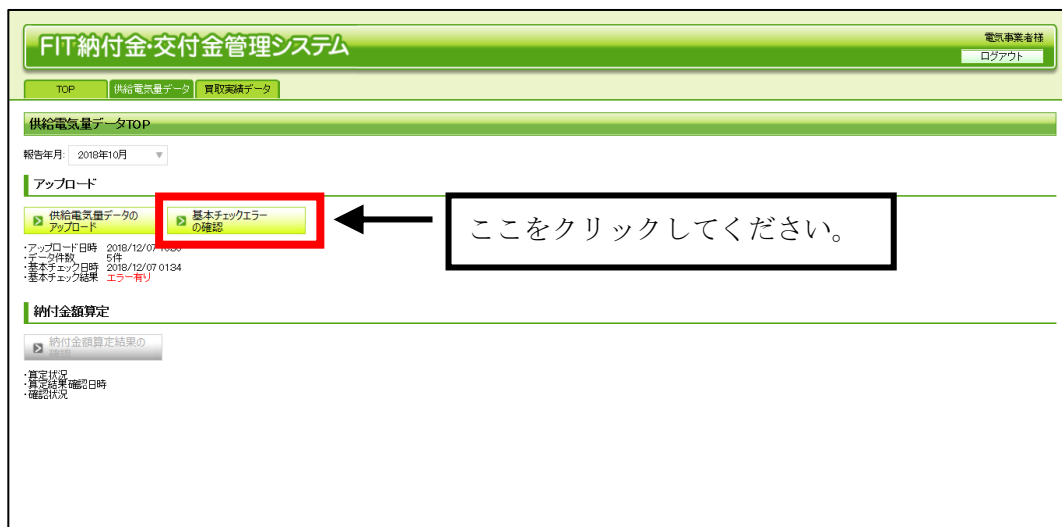 FIT納付金・交付金管理システム
電気事業者様
ログアウト
TOP
供給電気量データ
買取実績データ
供給電気量データTOP
報告年月: 2018年10月 ▼
アップロード
供給電気量データの
アップロード
基本チェックエラー
の確認
ここをクリックしてください。
・アップロード日時 2018/12/07
・データ件数 5件
・基本チェック日時 2018/12/07 01:34
・基本チェック結果 エラー有り
納付金額算定
納付金額算定結果の
確認
・算定状況
・算定結果確認日時
・確認状況